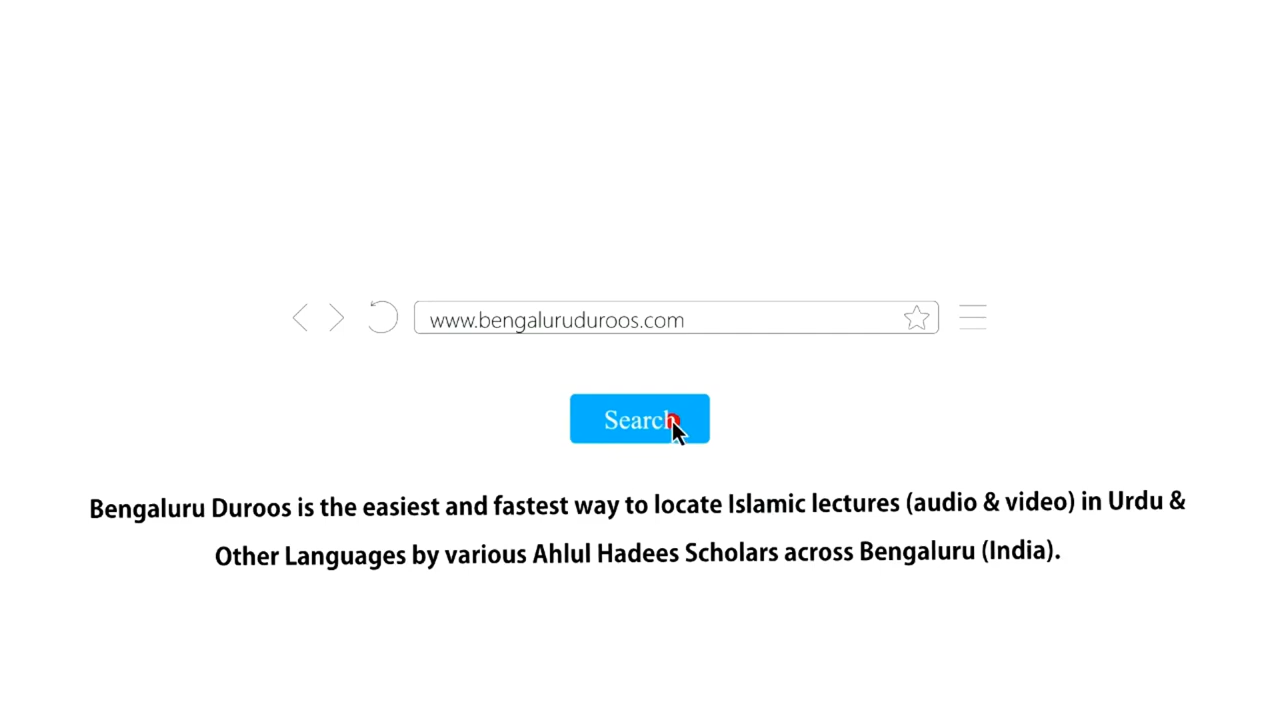 www.bengaluruduroos.com
Search
Bengaluru Duroos is the easiest and fastest way to locate Islamic lectures (audio & video) in Urdu &
Other Languages by various Ahlul Hadees Scholars across Bengaluru (India).